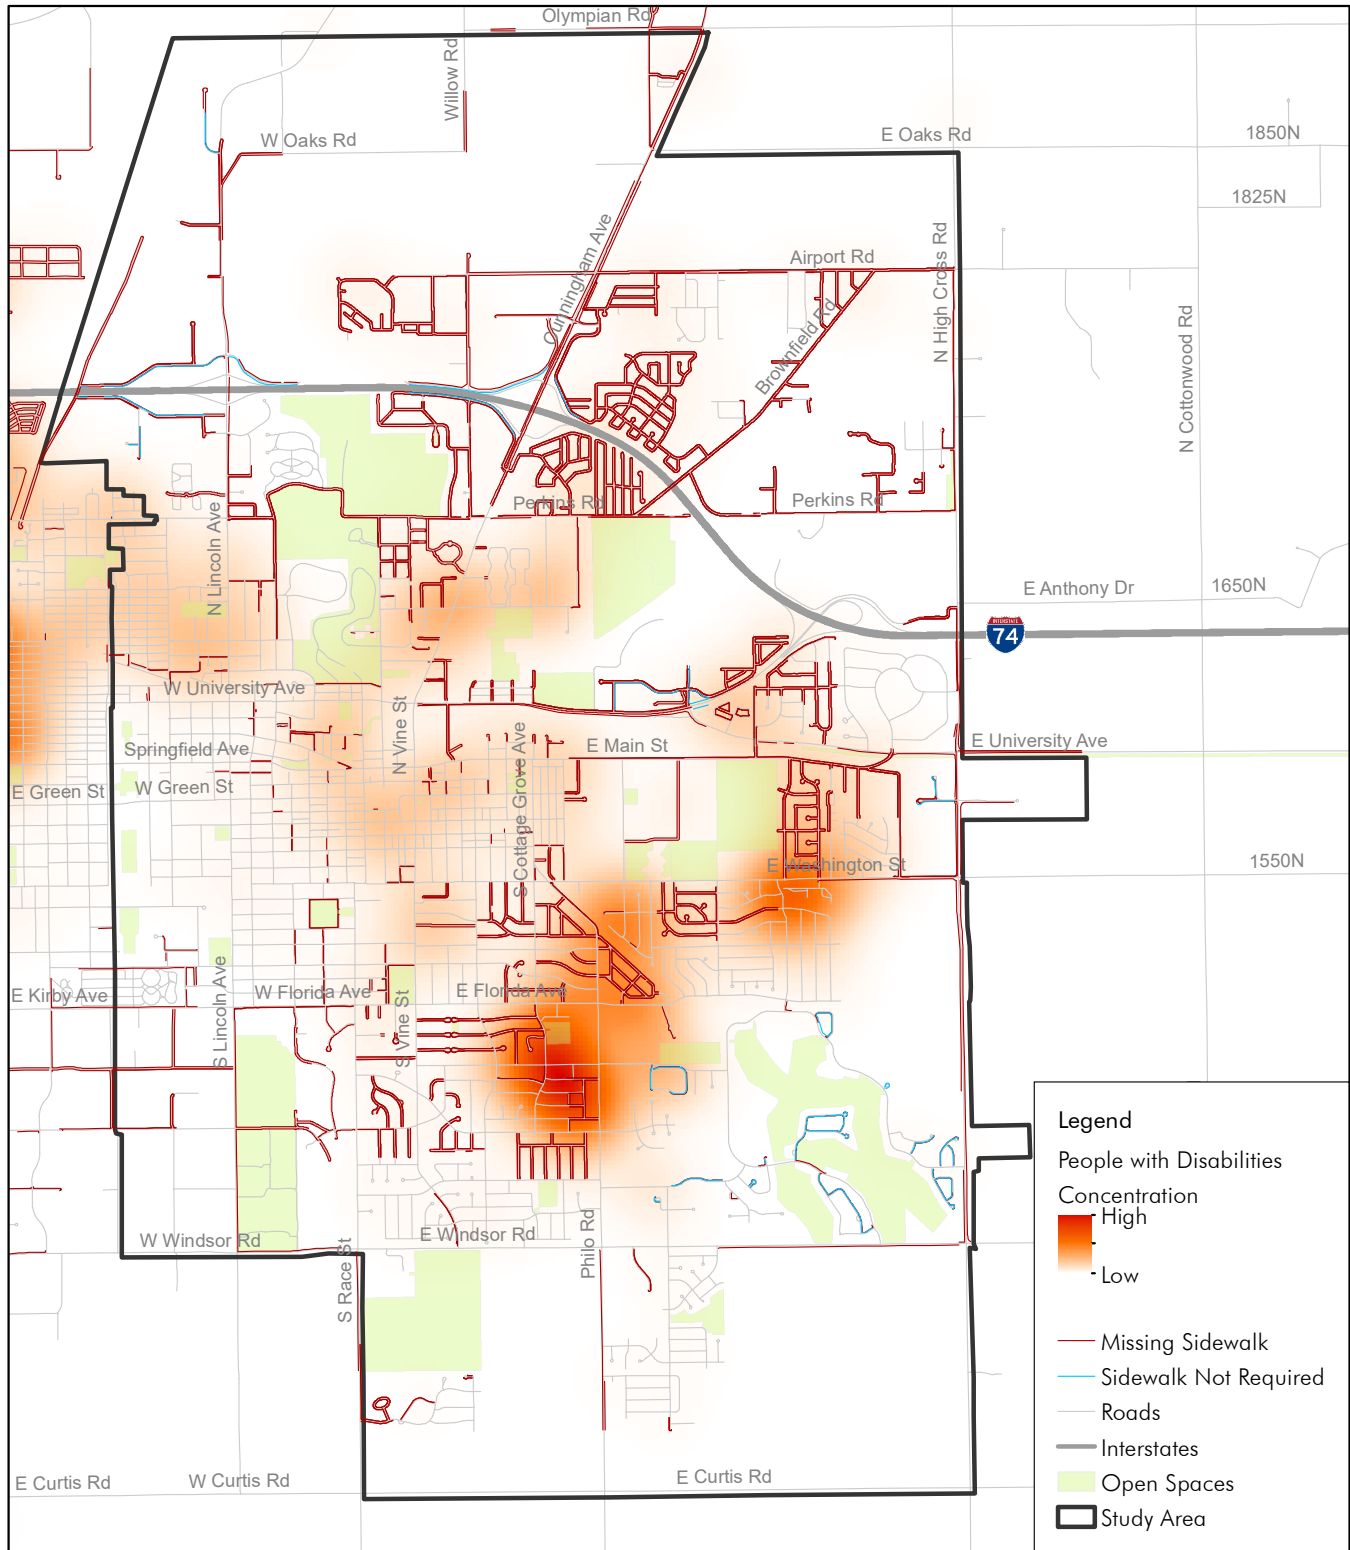 Olympian Rd
Willow Rd
W Oaks Rd
E Oaks Rd
1850N
1825N
Cunningham Ave
Airport Rd
N High Cross Rd
Brownfield Rd
N Cottonwood Rd
Perkins Rd
Perkins Rd
N Lincoln Ave
E Anthony Dr
1650N
INTERSTATE
74
W University Ave
N Vine St
Springfield Ave
E Main St
E University Ave
S Cottage Grove Ave
E Green St
W Green St
E Washington St
1550N
E Kirby Ave
S Lincoln Ave
W Florida Ave
S Vine St
E Florida Ave
W Windsor Rd
E Windsor Rd
S Race St
Philo Rd
E Curtis Rd
W Curtis Rd
E Curtis Rd
Legend
People with Disabilities
Concentration
High
Low
Missing Sidewalk
Sidewalk Not Required
Roads
Interstates
Open Spaces
Study Area